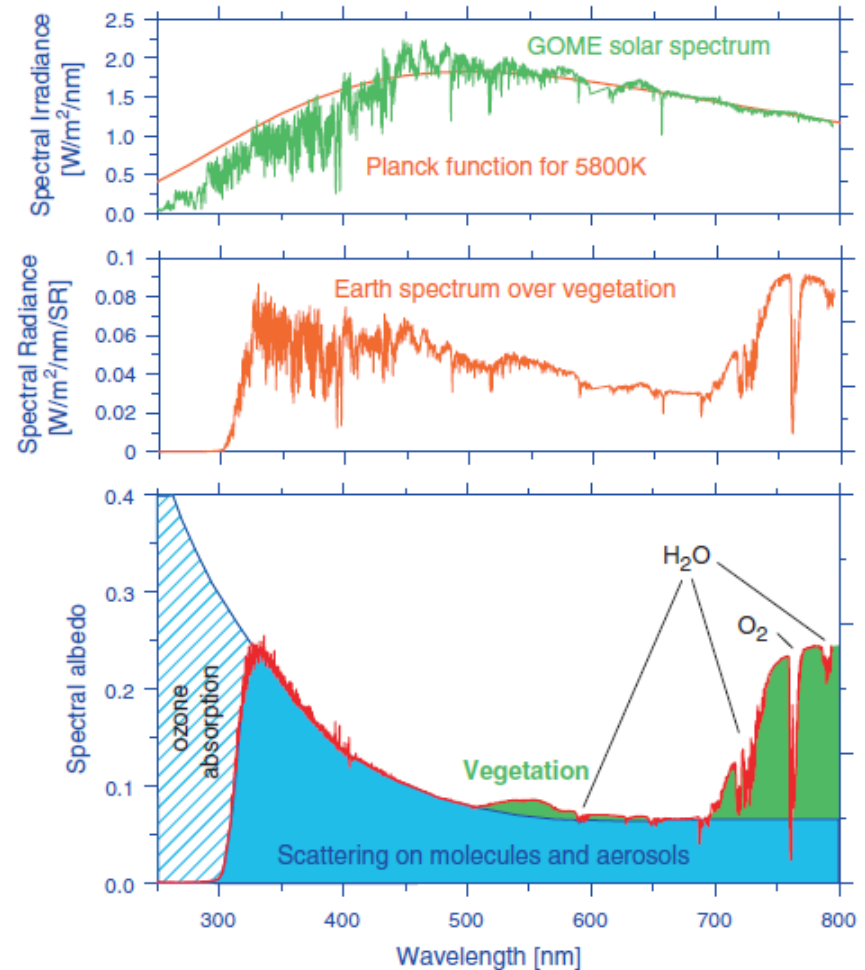 2.5
2.0
1.5
1.0
0.5
0.0
Spectral Irradiance
[W/m²/nm]
GOME solar spectrum
Planck function for 5800K
0.1
0.08
0.06
0.04
0.02
0
Spectral Radiance
[W/m²/nm/SR]
Earth spectrum over vegetation
0.4
0.3
0.2
0.1
0.0
Spectral albedo
ozone
absorption
H₂O
O₂
Vegetation
Scattering on molecules and aerosols
300 400 500 600 700 800
Wavelength [nm]